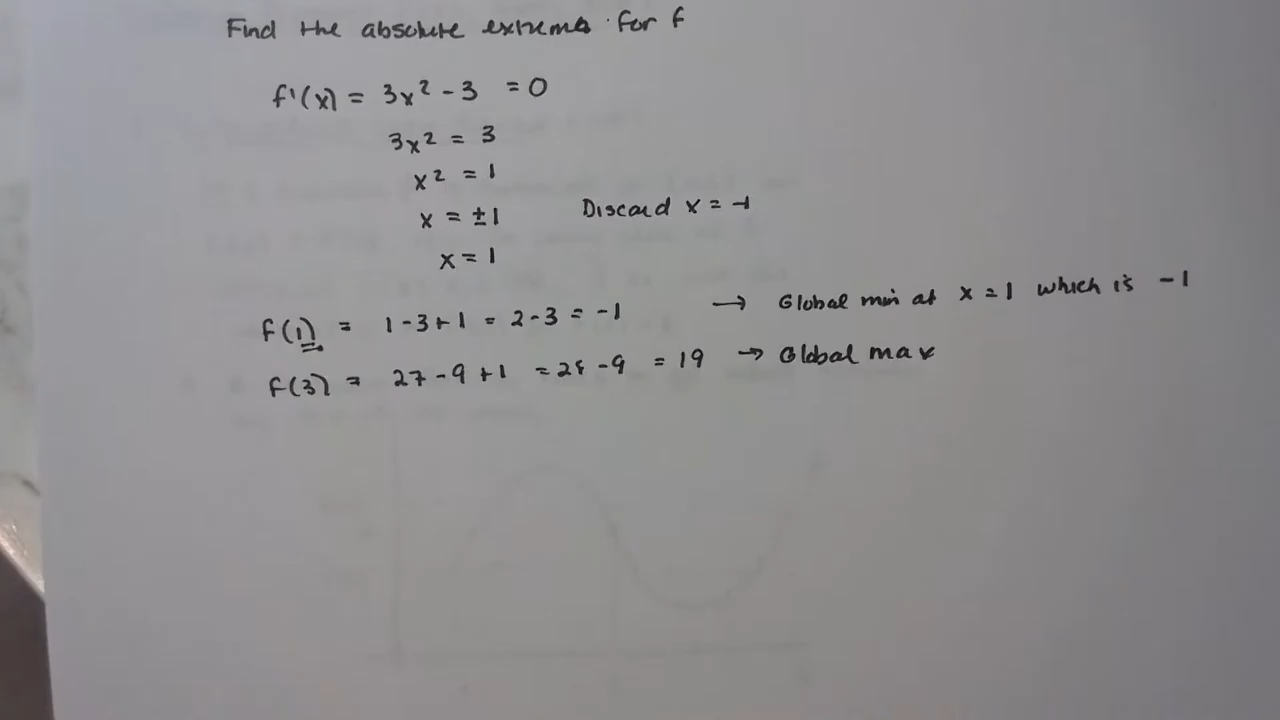 Find the absolute extrema for f
f'(x) = 3x² - 3 = 0
3x² = 3
x² = 1
x = ±1 Discard x = -1
x = 1
f(1) = 1 - 3 + 1 = 2 - 3 = -1 → Global min at x = 1 which is -1
f(3) = 27 - 9 + 1 = 28 - 9 = 19 → Global max